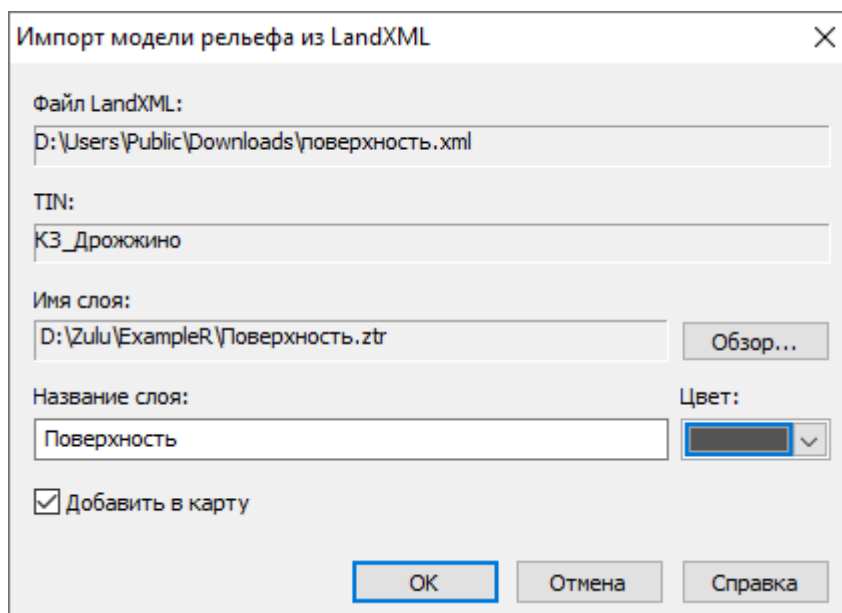 Импорт модели рельефа из LandXML
Файл LandXML:
D:\Users\Public\Downloads\поверхность.xml
TIN:
КЗ_Дрожжино
Имя слоя:
D:\Zulu\ExampleR\Поверхность.ztr
Обзор...
Название слоя:
Цвет:
Поверхность
Добавить в карту
ОК
Отмена
Справка